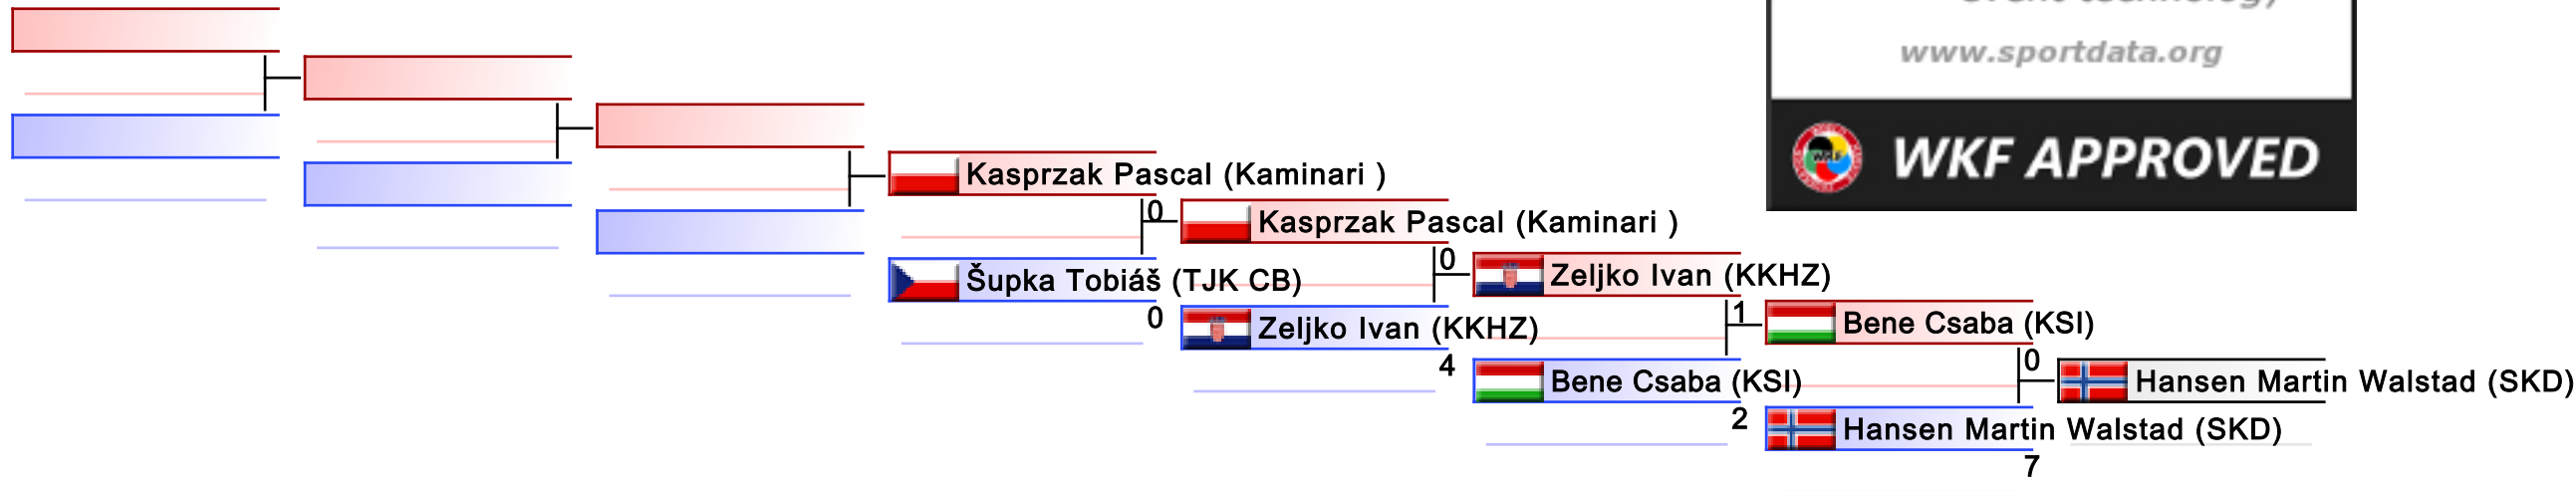 www.sportdata.org
WKF APPROVED
Kasprzak Pascal (Kaminari )
0
Kasprzak Pascal (Kaminari )
0
Šupka Tobiáš (TJK CB)
Zeljko Ivan (KKHZ)
0
Zeljko Ivan (KKHZ)
1
Bene Csaba (KSI)
4
Bene Csaba (KSI)
0
Hansen Martin Walstad (SKD)
2
Hansen Martin Walstad (SKD)
7